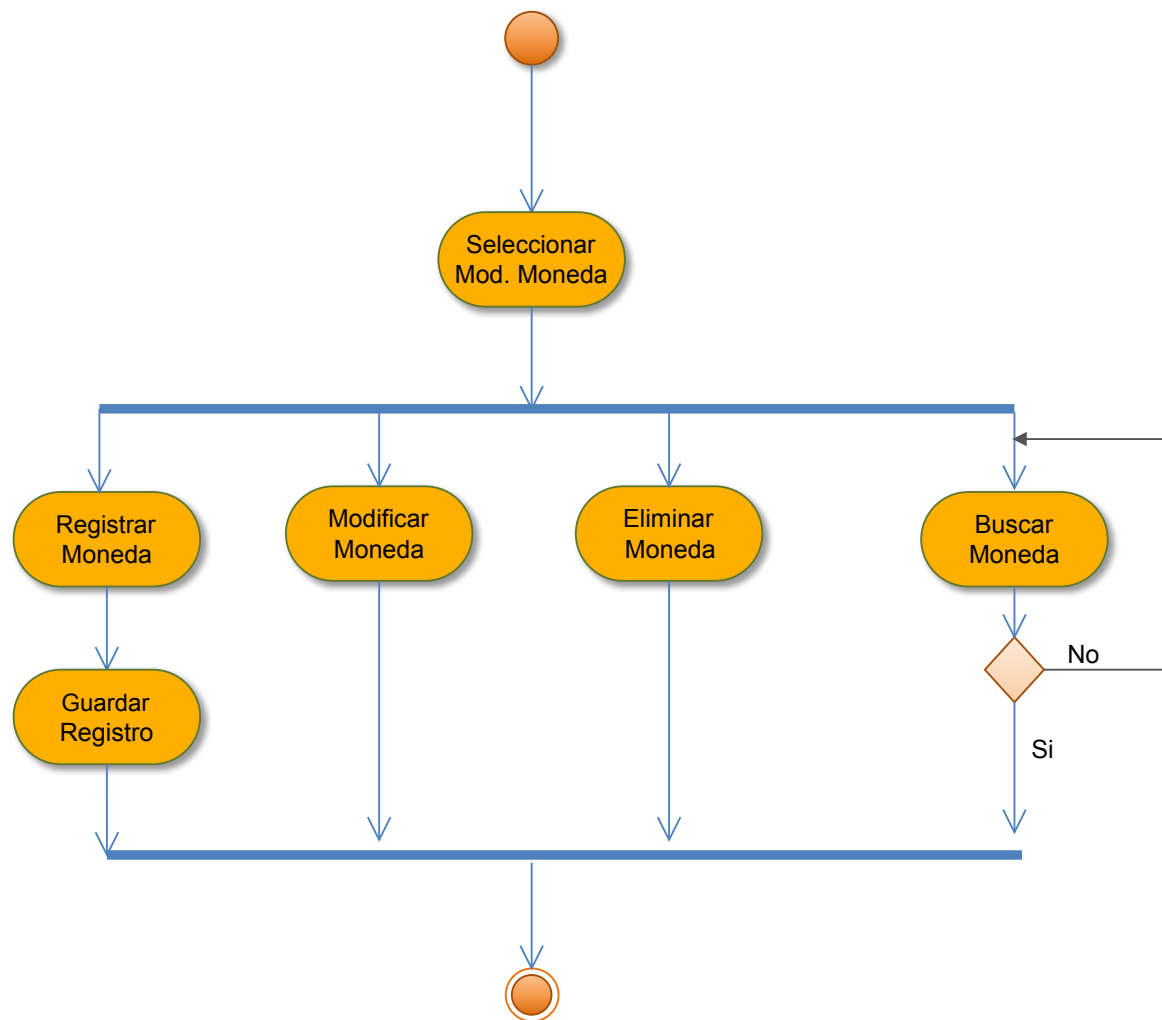 Seleccionar
Mod. Moneda
Registrar
Moneda
Modificar
Moneda
Eliminar
Moneda
Buscar
Moneda
No
Guardar
Registro
Si